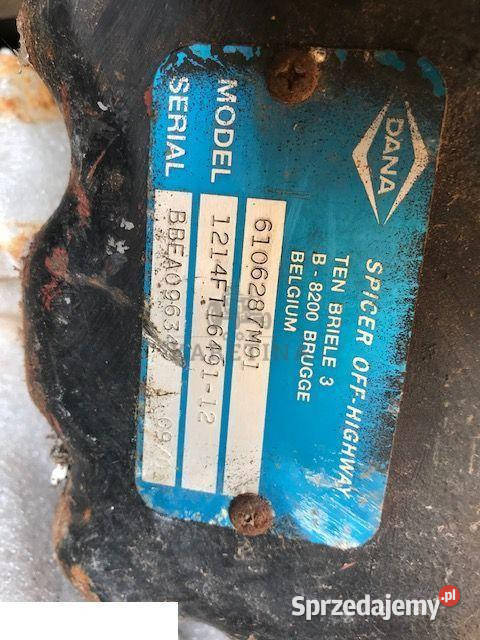 DANA
SPICER OFF-HIGHWAY
TEN BRIELE 3
B - 8200 BRUGGE
BELGIUM
6106287M91
MODEL 1214FT16491-12
SERIAL
Sprzedajemy.pl